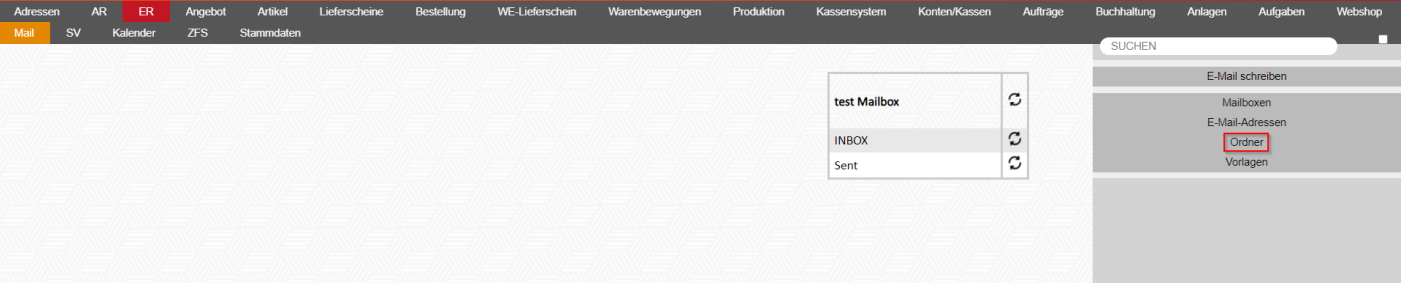 Adressen AR ER Angebot Artikel Lieferscheine Bestellung WE-Lieferschein Warenbewegungen Produktion Kassensystem Konten/Kassen Aufträge Buchhaltung Anlagen Aufgaben Webshop
Mail SV Kalender ZFS Stammdaten
SUCHEN
E-Mail schreiben
test Mailbox
Mailboxen
E-Mail-Adressen
INBOX
Ordner
Sent
Vorlagen